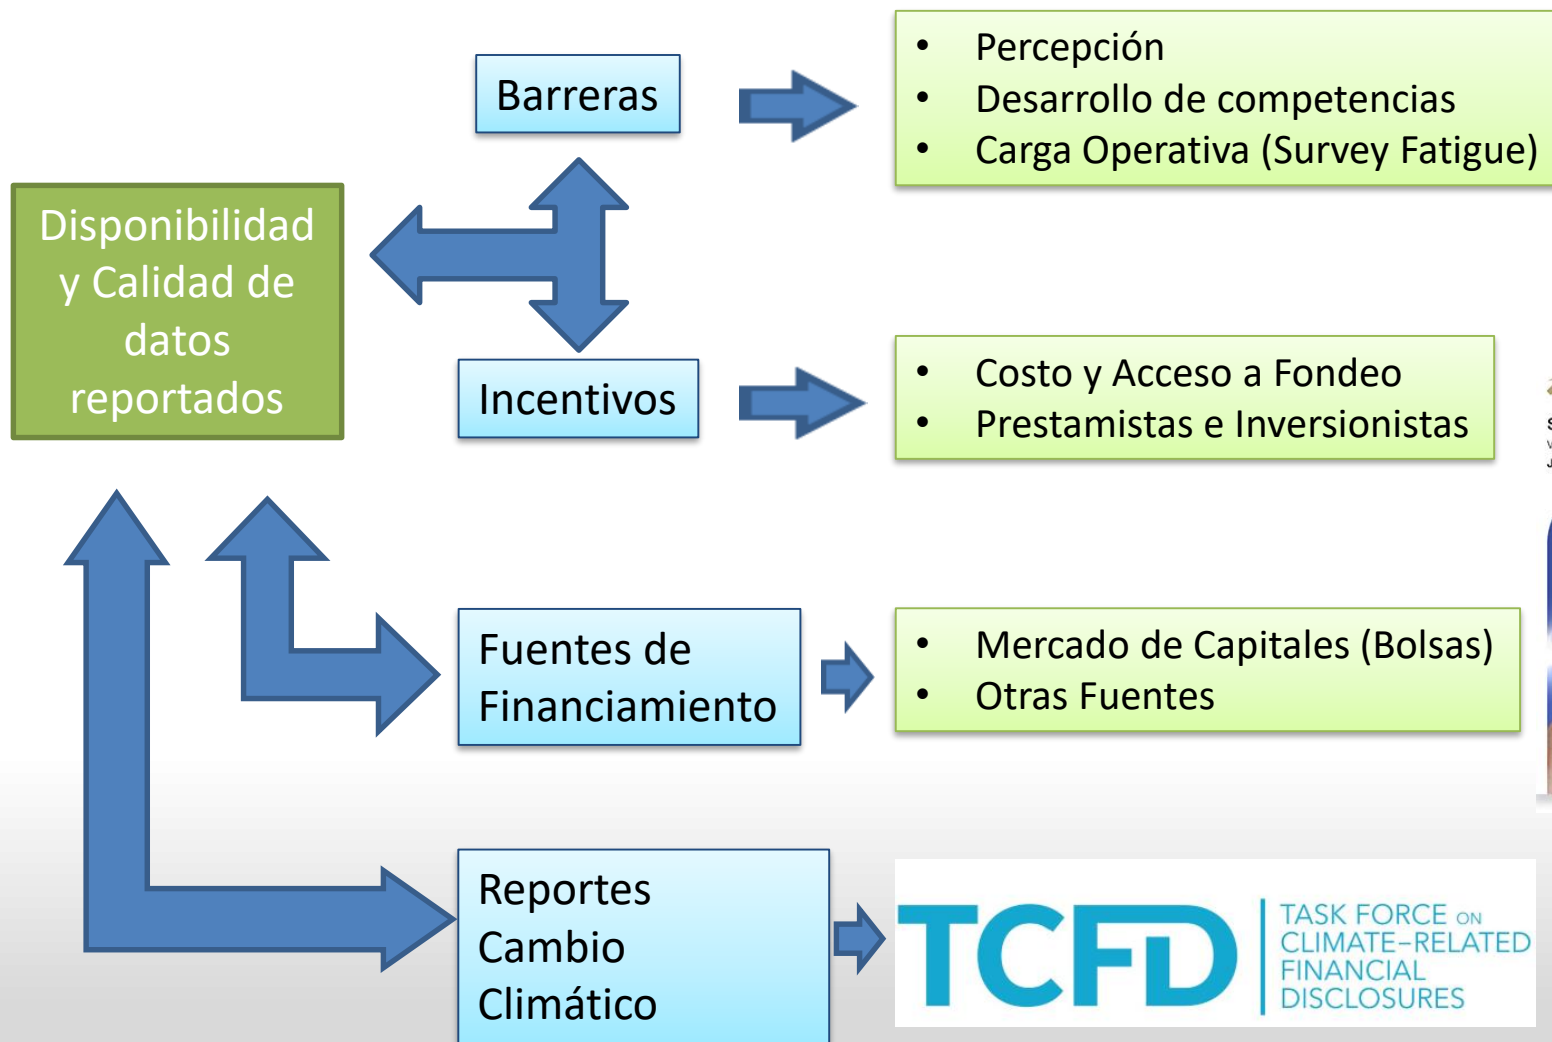 Barreras
• Percepción
• Desarrollo de competencias
• Carga Operativa (Survey Fatigue)
Disponibilidad
y Calidad de
datos
reportados
Incentivos
• Costo y Acceso a Fondeo
• Prestamistas e Inversionistas
Fuentes de
Financiamiento
• Mercado de Capitales (Bolsas)
• Otras Fuentes
Reportes
Cambio
Climático
TCFD
TASK FORCE ON
CLIMATE-RELATED
FINANCIAL
DISCLOSURES